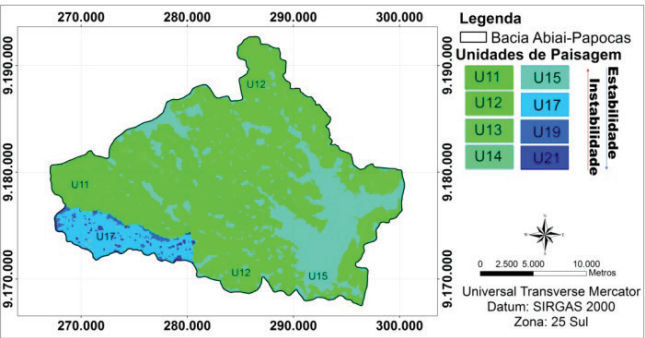 270.000 280.000 290.000 300.000
9.190.000
9.180.000
9.170.000
U12
U11
U17
U12
U15
270.000 280.000 290.000 300.000
9.190.000
9.180.000
9.170.000
Legenda
Bacia Abiai-Papocas
Unidades de Paisagem
U11 U15
U12 U17
U13 U19
U14 U21
Instabilidade
Estabilidade
0 2.500 5.000 10.000
Metros
Universal Transverse Mercator
Datum: SIRGAS 2000
Zona: 25 Sul